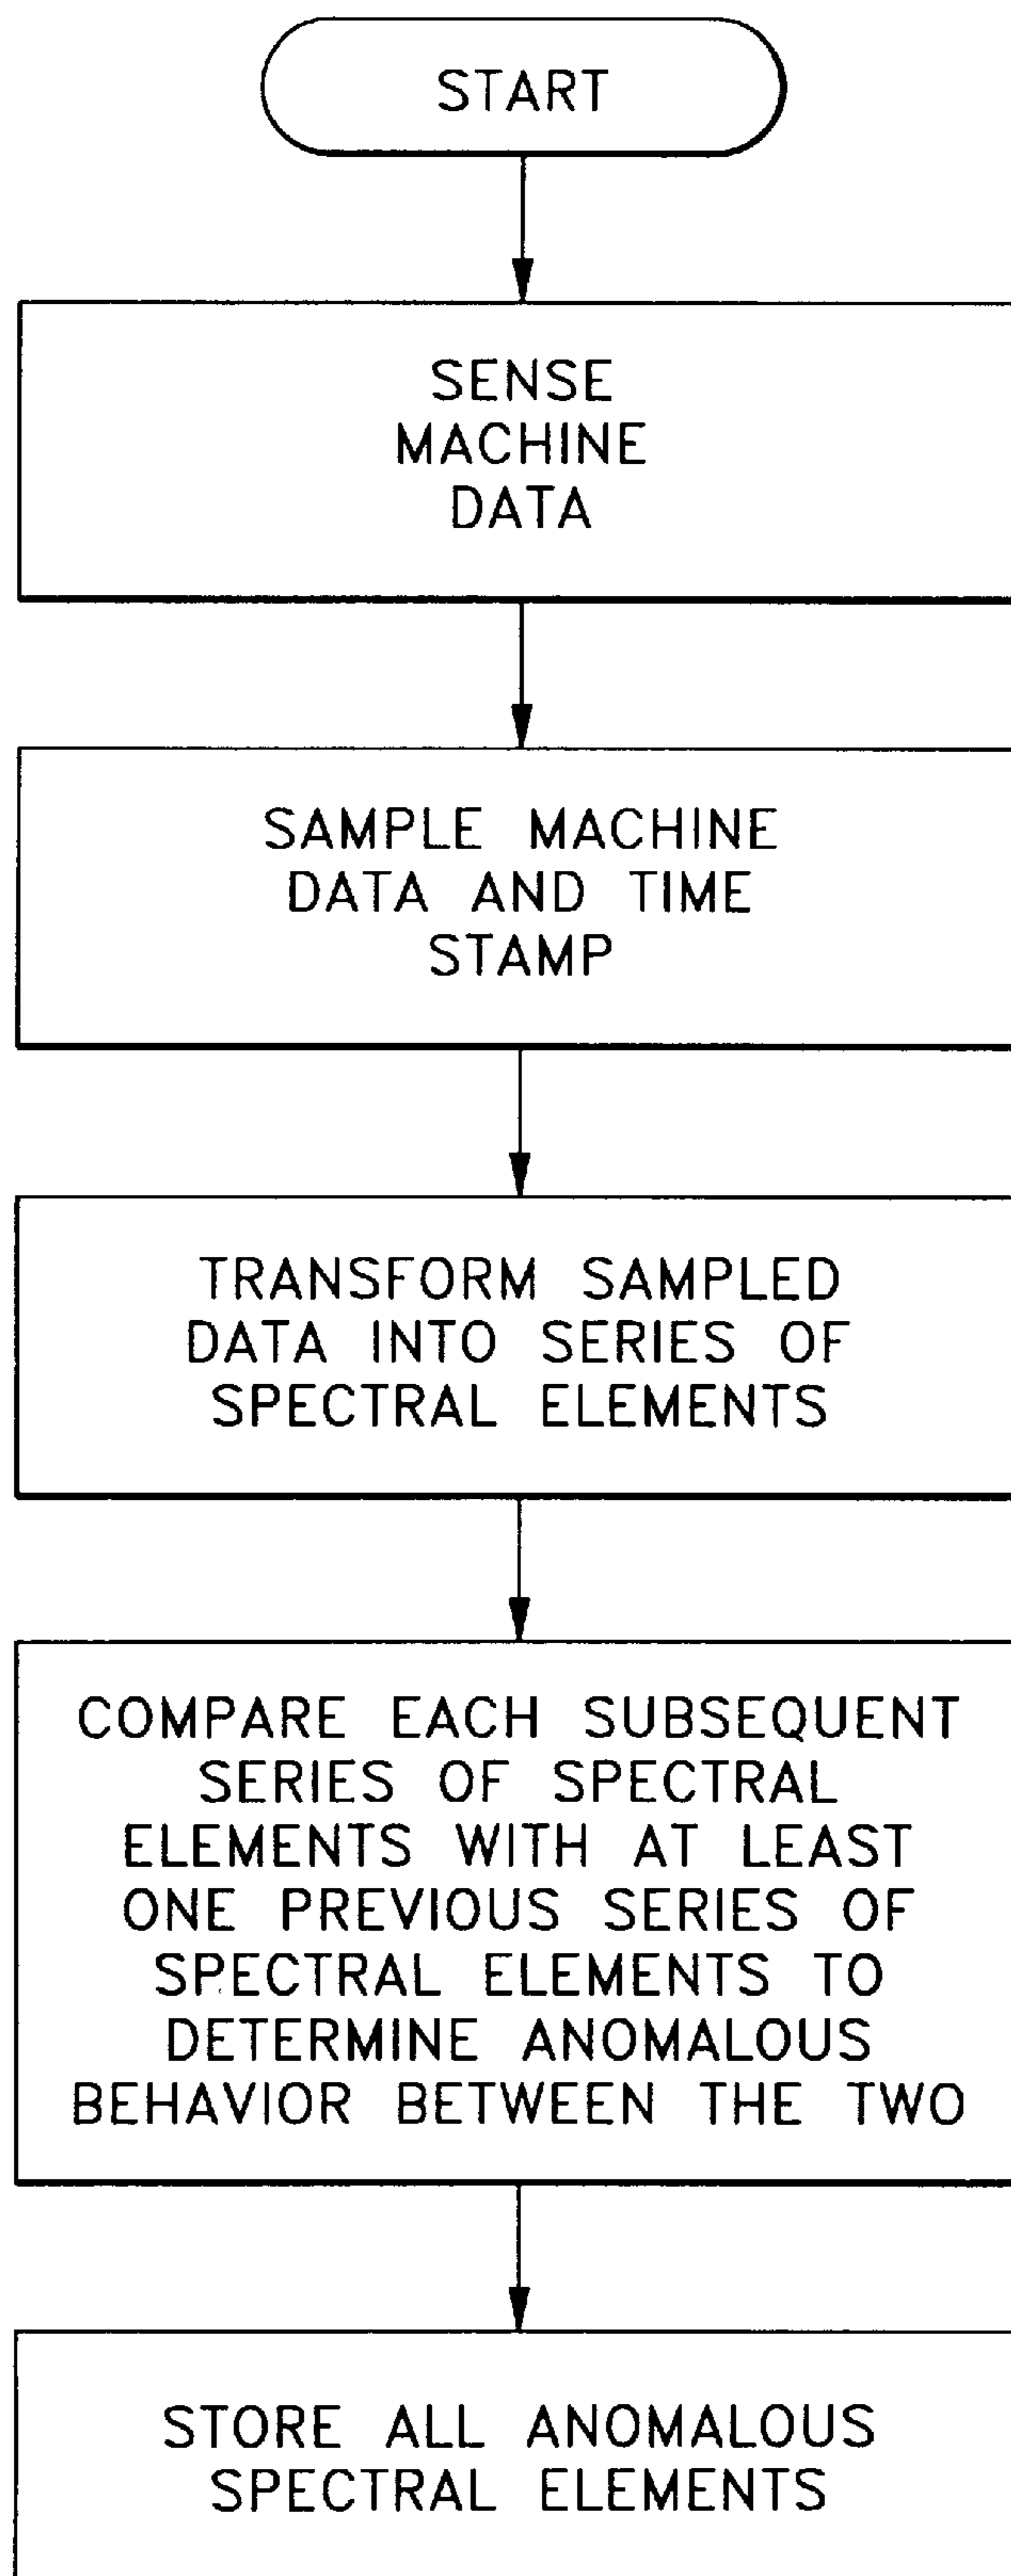 START
SENSE
MACHINE
DATA
SAMPLE MACHINE
DATA AND TIME
STAMP
TRANSFORM SAMPLED
DATA INTO SERIES OF
SPECTRAL ELEMENTS
COMPARE EACH SUBSEQUENT
SERIES OF SPECTRAL
ELEMENTS WITH AT LEAST
ONE PREVIOUS SERIES OF
SPECTRAL ELEMENTS TO
DETERMINE ANOMALOUS
BEHAVIOR BETWEEN THE TWO
STORE ALL ANOMALOUS
SPECTRAL ELEMENTS